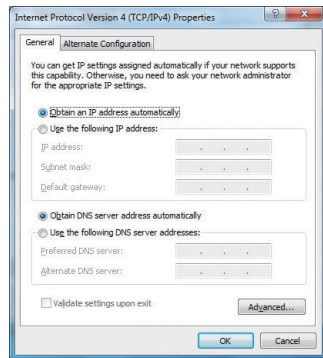 Internet Protocol Version 4 (TCP/IPv4) Properties
General Alternate Configuration
You can get IP settings assigned automatically if your network supports
this capability. Otherwise, you need to ask your network administrator
for the appropriate IP settings.
Obtain an IP address automatically
Use the following IP address:
IP address:
Subnet mask:
Default gateway:
Obtain DNS server address automatically
Use the following DNS server addresses:
Preferred DNS server:
Alternate DNS server:
Validate settings upon exit
Advanced...
OK Cancel